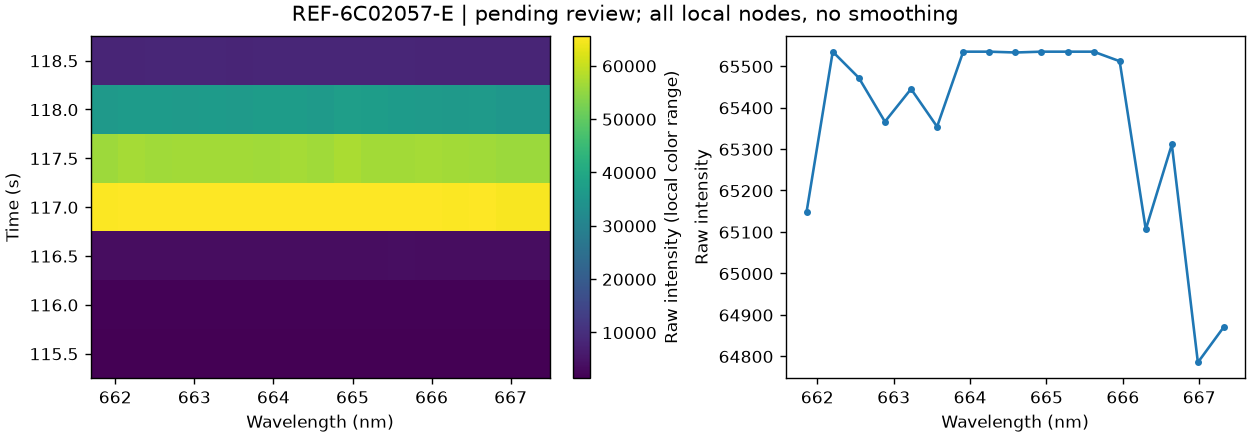 REF-6C02057-E | pending review; all local nodes, no smoothing
118.5
118.0
117.5
117.0
116.5
116.0
115.5
Time (s)
662 663 664 665 666 667
Wavelength (nm)
60000
50000
40000
30000
20000
10000
Raw intensity (local color range)
65500
65400
65300
65200
65100
65000
64900
64800
Raw intensity
662 663 664 665 666 667
Wavelength (nm)